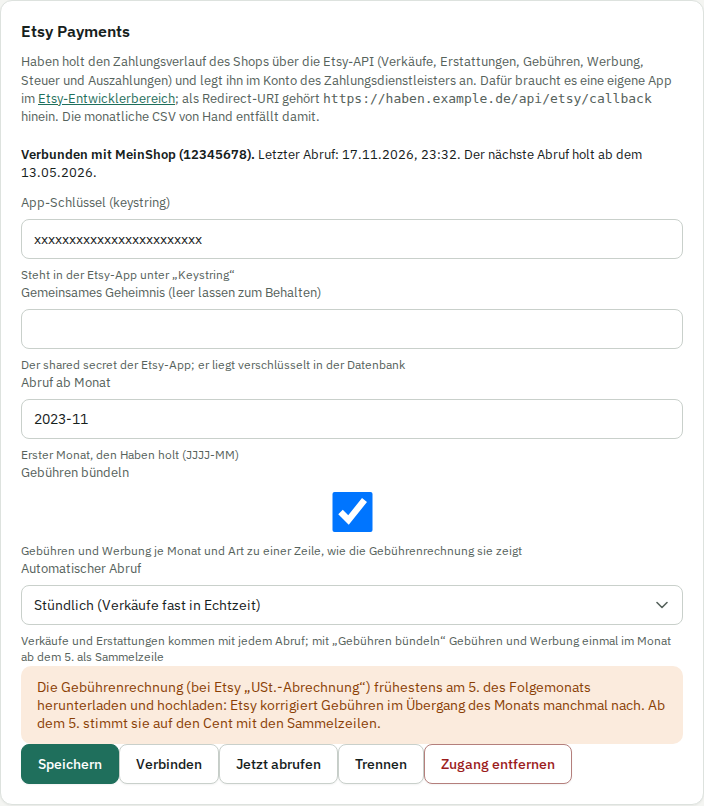 Etsy Payments
Haben holt den Zahlungsverlauf des Shops über die Etsy-API (Verkäufe, Erstattungen, Gebühren, Werbung,
Steuer und Auszahlungen) und legt ihn im Konto des Zahlungsdienstleisters an. Dafür braucht es eine eigene App
im Etsy-Entwicklerbereich; als Redirect-URI gehört https://haben.example.de/api/etsy/callback
hinein. Die monatliche CSV von Hand entfällt damit.
Verbunden mit MeinShop (12345678). Letzter Abruf: 17.11.2026, 23:32. Der nächste Abruf holt ab dem
13.05.2026.
App-Schlüssel (keystring)
xxxxxxxxxxxxxxxxxxxxxxxx
Steht in der Etsy-App unter „Keystring“
Gemeinsames Geheimnis (leer lassen zum Behalten)
Der shared secret der Etsy-App; er liegt verschlüsselt in der Datenbank
Abruf ab Monat
2023-11
Erster Monat, den Haben holt (JJJJ-MM)
Gebühren bündeln
Gebühren und Werbung je Monat und Art zu einer Zeile, wie die Gebührenrechnung sie zeigt
Automatischer Abruf
Stündlich (Verkäufe fast in Echtzeit)
Verkäufe und Erstattungen kommen mit jedem Abruf; mit „Gebühren bündeln“ Gebühren und Werbung einmal im Monat
ab dem 5. als Sammelzeile
Die Gebührenrechnung (bei Etsy „USt.-Abrechnung“) frühestens am 5. des Folgemonats
herunterladen und hochladen: Etsy korrigiert Gebühren im Übergang des Monats manchmal nach. Ab
dem 5. stimmt sie auf den Cent mit den Sammelzeilen.
Speichern Verbinden Jetzt abrufen Trennen Zugang entfernen